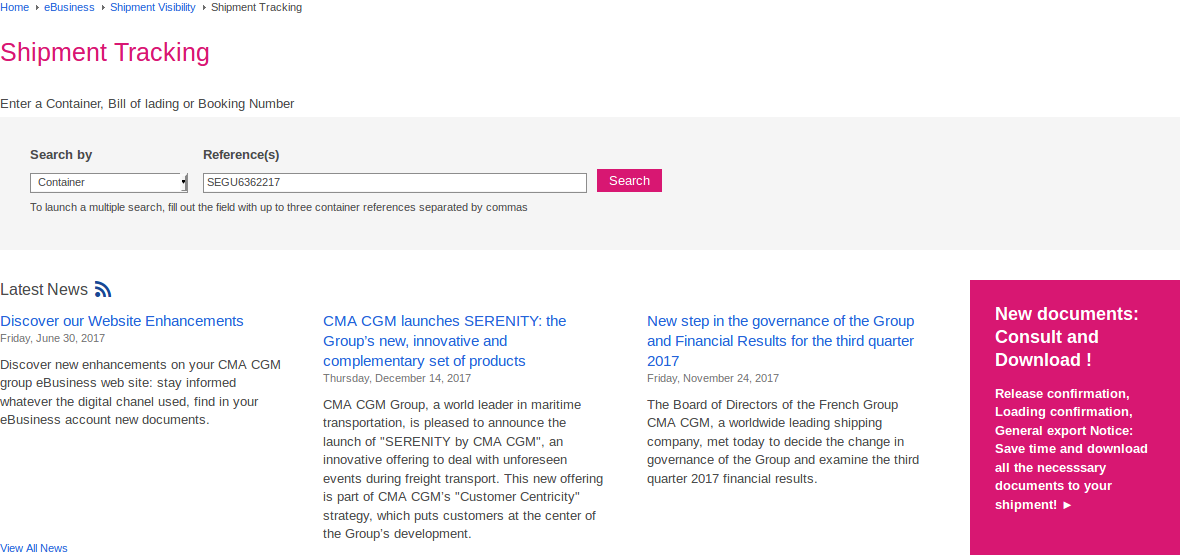 Home ▸ eBusiness ▸ Shipment Visibility ▸ Shipment Tracking
Shipment Tracking
Enter a Container, Bill of lading or Booking Number
Search by
Reference(s)
Container
SEGU6362217
Search
To launch a multiple search, fill out the field with up to three container references separated by commas
Latest News
Discover our Website Enhancements
Friday, June 30, 2017
Discover new enhancements on your CMA CGM
group eBusiness web site: stay informed
whatever the digital chanel used, find in your
eBusiness account new documents.
CMA CGM launches SERENITY: the
Group’s new, innovative and
complementary set of products
Thursday, December 14, 2017
CMA CGM Group, a world leader in maritime
transportation, is pleased to announce the
launch of "SERENITY by CMA CGM", an
innovative offering to deal with unforeseen
events during freight transport. This new offering
is part of CMA CGM’s "Customer Centricity"
strategy, which puts customers at the center of
the Group’s development.
New step in the governance of the Group
and Financial Results for the third quarter
2017
Friday, November 24, 2017
The Board of Directors of the French Group
CMA CGM, a worldwide leading shipping
company, met today to decide the change in
governance of the Group and examine the third
quarter 2017 financial results.
New documents:
Consult and
Download !
Release confirmation,
Loading confirmation,
General export Notice:
Save time and download
all the necesssary
documents to your
shipment! ►
View All News